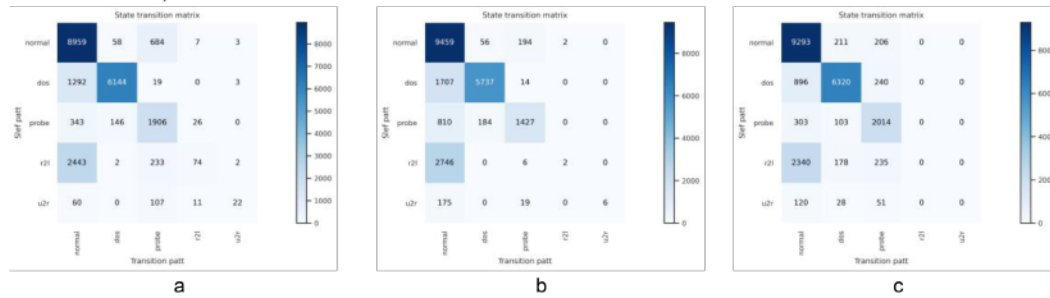 State transition matrix
normal 8959 58 684 7 3
dos 1292 6144 19 0 3
probe 343 146 1906 26 0
r2l 2443 2 233 74 2
u2r 60 0 107 11 22
normal dos probe r2l u2r
Slef patt
Transition patt
8000
7000
6000
5000
4000
3000
2000
1000
0
a
State transition matrix
normal 9459 56 194 2 0
dos 1707 5737 14 0 0
probe 810 184 1427 0 0
r2l 2746 0 6 2 0
u2r 175 0 19 0 6
normal dos probe r2l u2r
Slef patt
Transition patt
8000
6000
4000
2000
0
b
State transition matrix
normal 9293 211 206 0 0
dos 896 6320 240 0 0
probe 303 103 2014 0 0
r2l 2340 178 235 0 0
u2r 120 28 51 0 0
normal dos probe r2l u2r
Slef patt
Transition patt
0
c